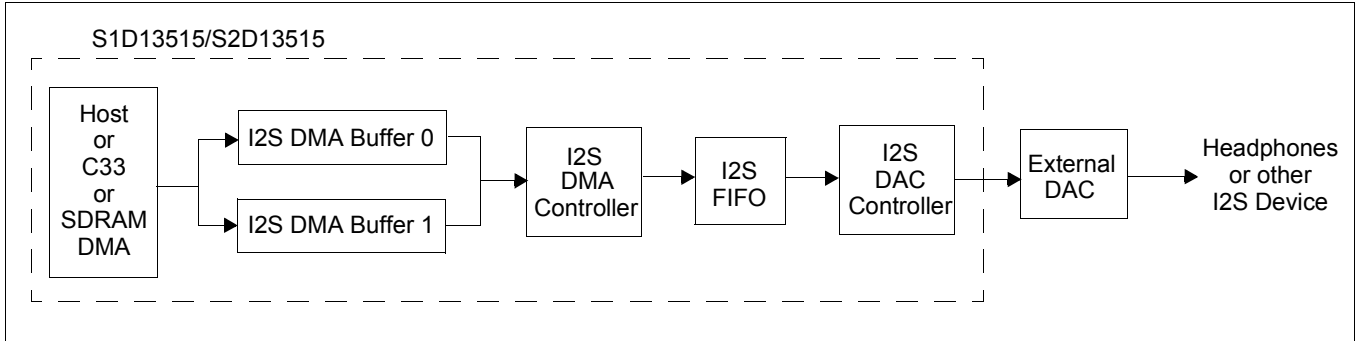 S1D13515/S2D13515
Host
or
C33
or
SDRAM
DMA
I2S DMA Buffer 0
I2S DMA Buffer 1
I2S
DMA
Controller
I2S
FIFO
I2S
DAC
Controller
External
DAC
Headphones
or other
I2S Device